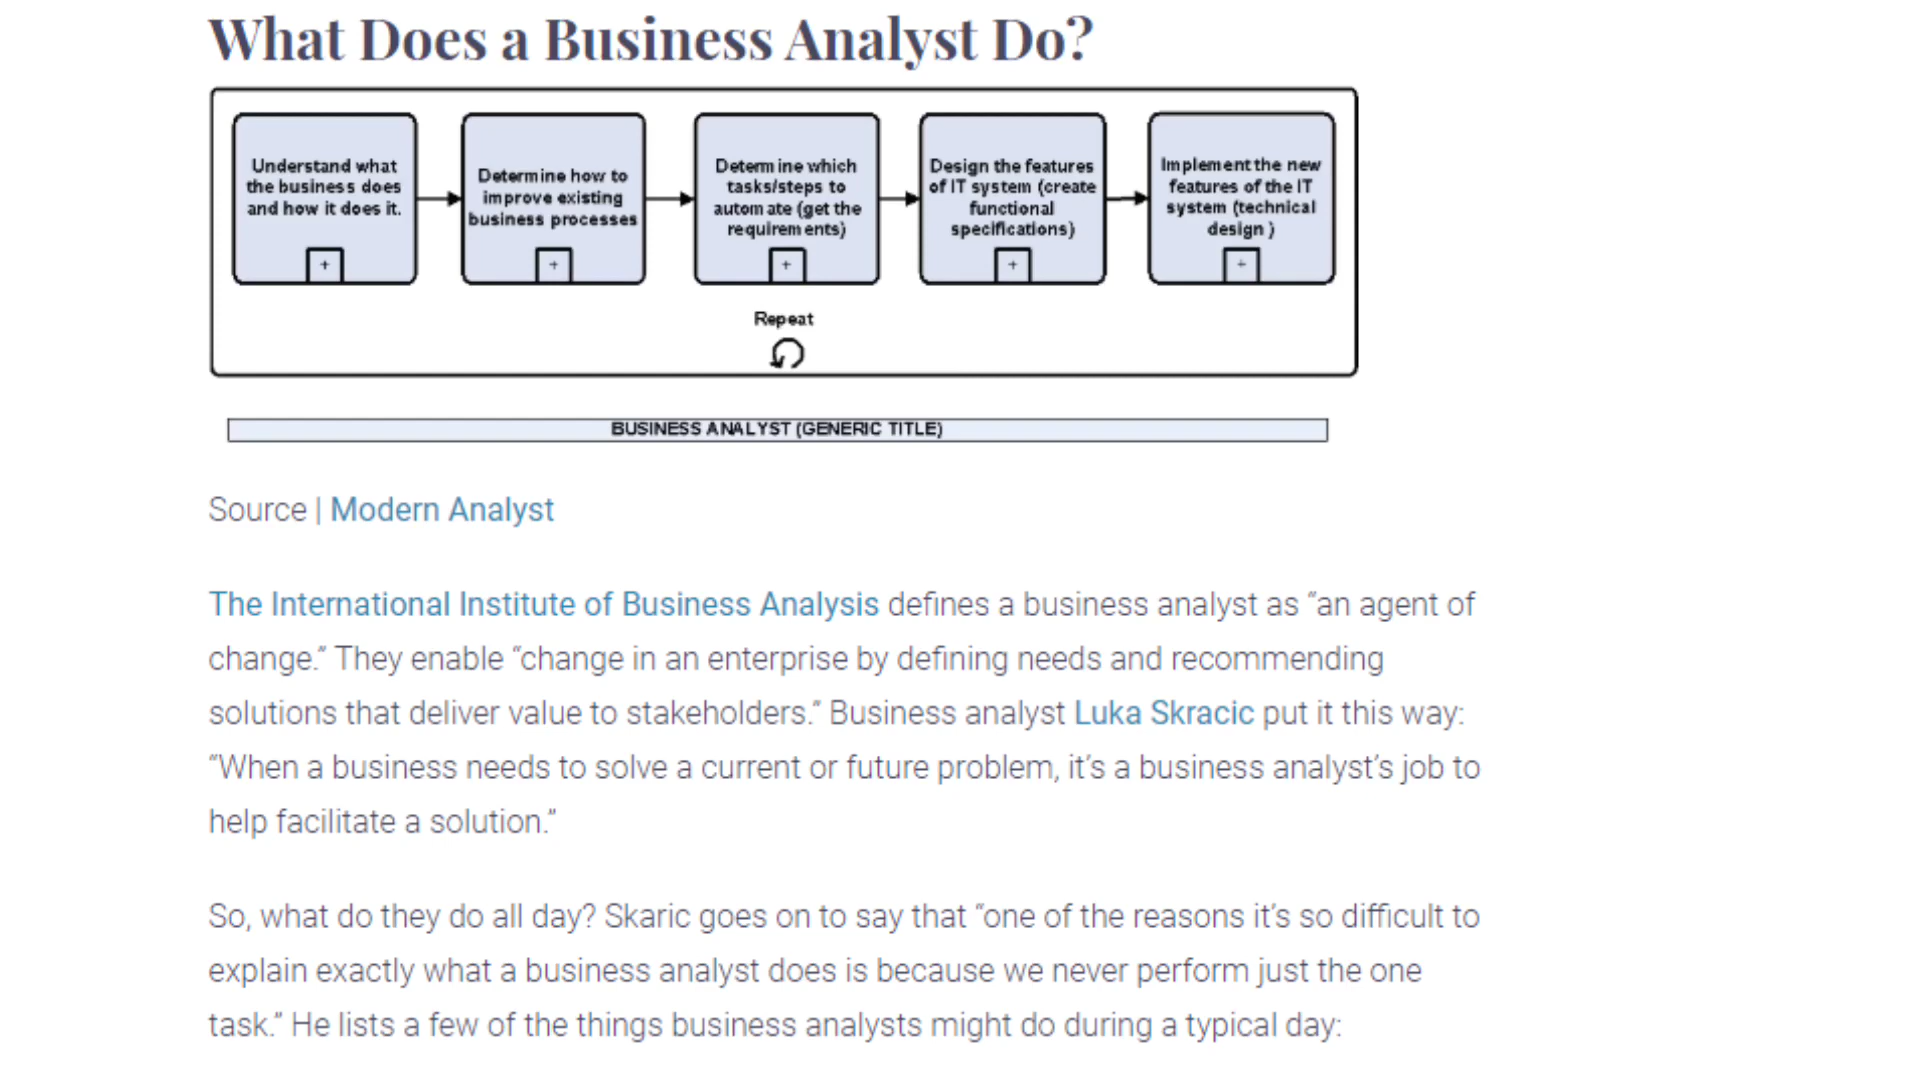 What Does a Business Analyst Do?
Understand what
the business does
and how it does it.
+
Determine how to
improve existing
business processes
+
Determine which
tasks/steps to
automate (get the
requirements)
+
Design the features
of IT system (create
functional
specifications)
+
Implement the new
features of the IT
system (technical
design )
+
Repeat
BUSINESS ANALYST (GENERIC TITLE)
Source | Modern Analyst
The International Institute of Business Analysis defines a business analyst as “an agent of
change.” They enable “change in an enterprise by defining needs and recommending
solutions that deliver value to stakeholders.” Business analyst Luka Skracic put it this way:
“When a business needs to solve a current or future problem, it’s a business analyst’s job to
help facilitate a solution.”
So, what do they do all day? Skaric goes on to say that “one of the reasons it’s so difficult to
explain exactly what a business analyst does is because we never perform just the one
task.” He lists a few of the things business analysts might do during a typical day: